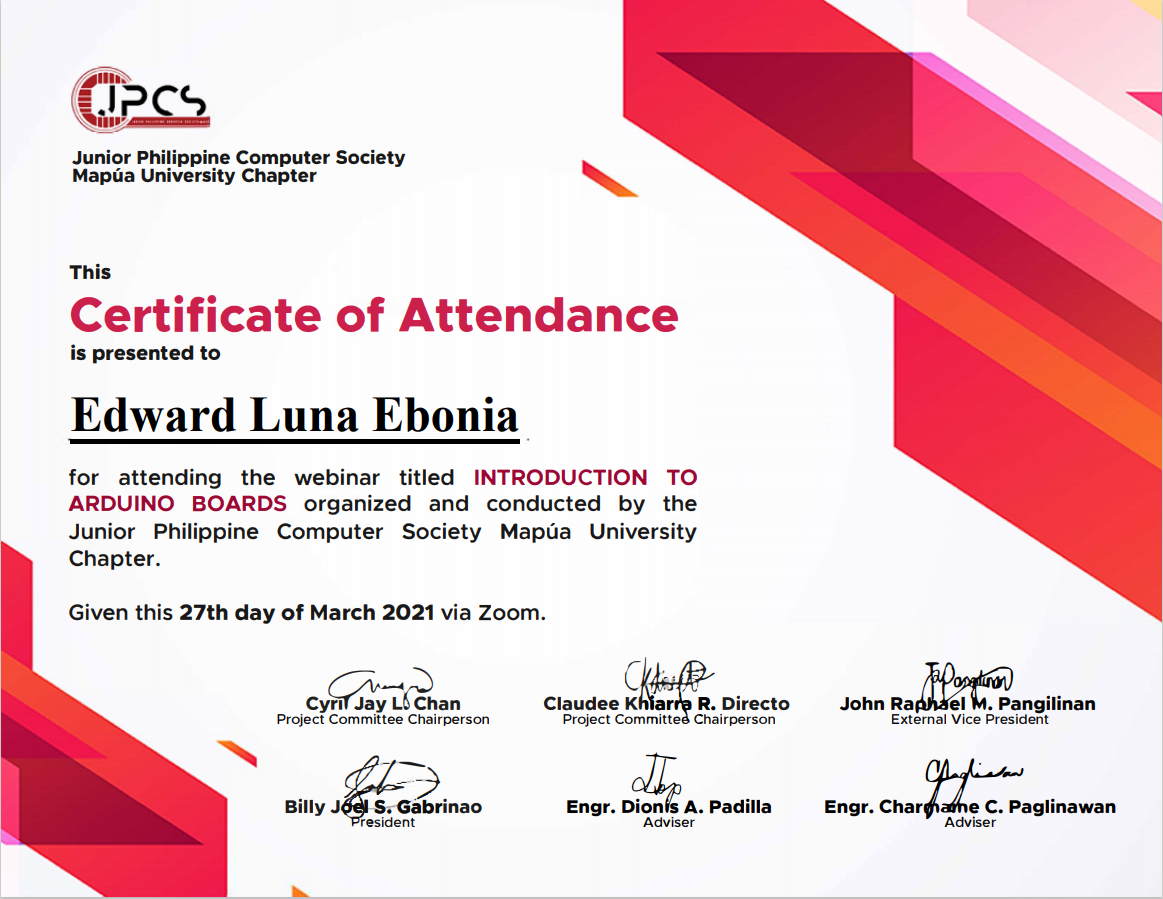 JPCS
Junior Philippine Computer Society
Mapúa University Chapter
This
Certificate of Attendance
is presented to
Edward Luna Ebonia
for attending the webinar titled INTRODUCTION TO
ARDUINO BOARDS organized and conducted by the
Junior Philippine Computer Society Mapúa University
Chapter.
Given this 27th day of March 2021 via Zoom.
Cyril Jay L. Chan
Project Committee Chairperson
Claudee Khiarra R. Directo
Project Committee Chairperson
John Raphael M. Pangilinan
External Vice President
Billy Joel S. Gabrinao
President
Engr. Dionis A. Padilla
Adviser
Engr. Charmaine C. Paglinawan
Adviser